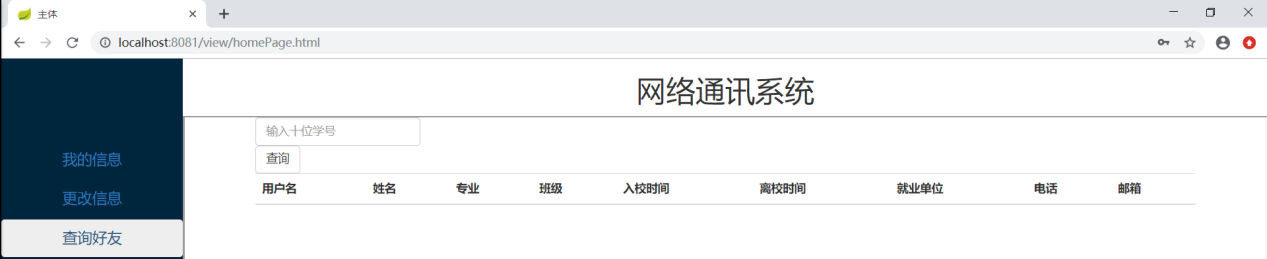 主体
localhost:8081/view/homePage.html
网络通讯系统
我的信息
更改信息
查询好友
输入十位学号
查询
用户名 姓名 专业 班级 入校时间 离校时间 就业单位 电话 邮箱